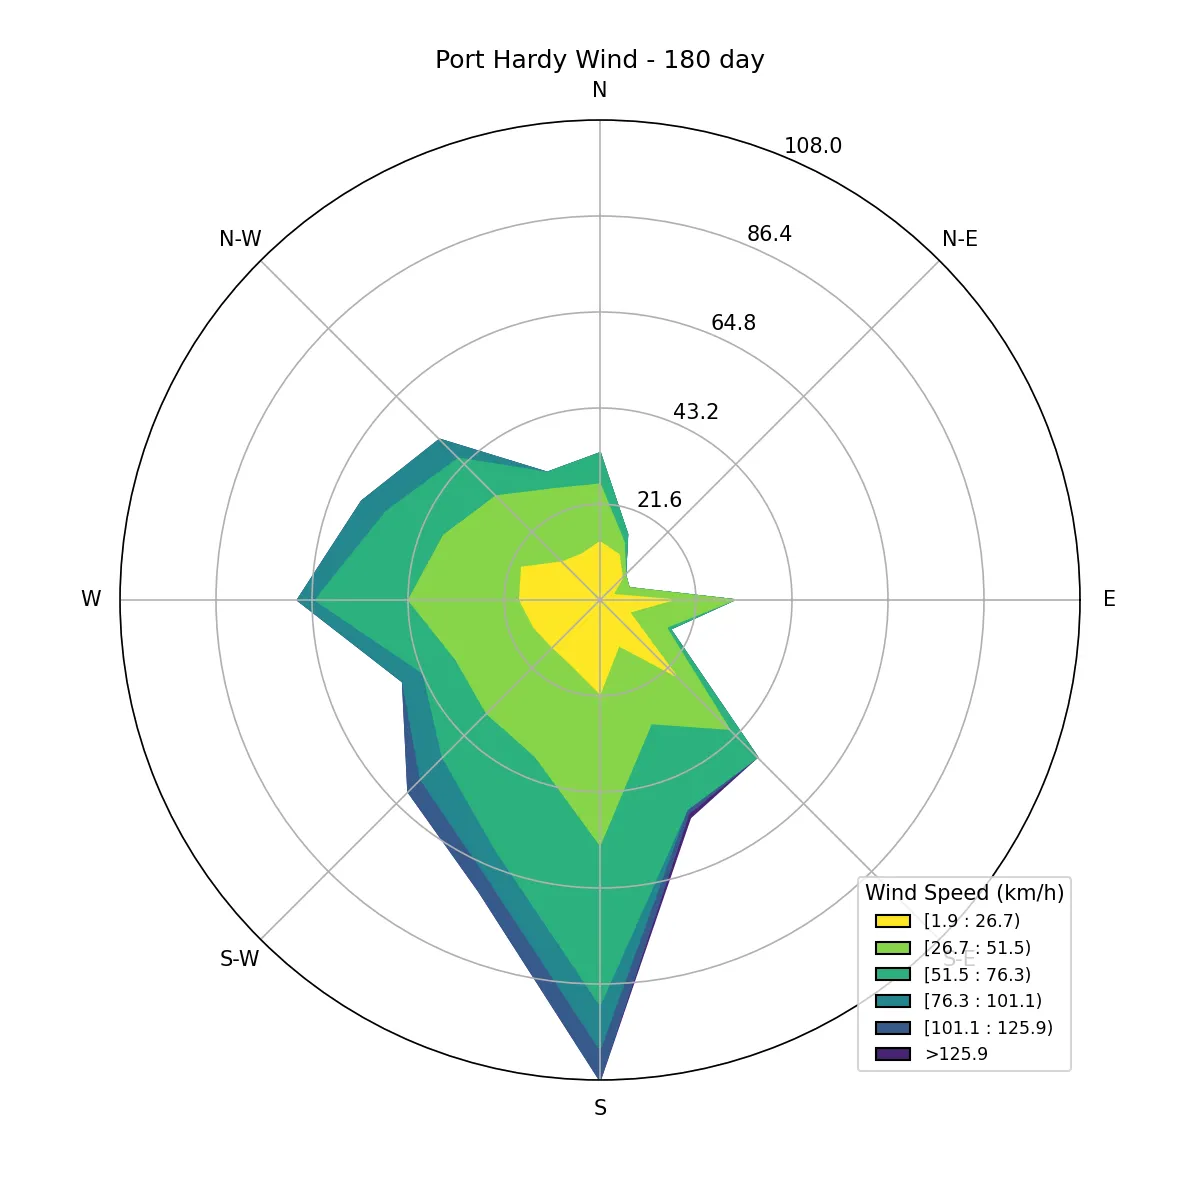 Port Hardy Wind - 180 day
N
108.0
N-W
86.4
N-E
64.8
43.2
21.6
W
E
S-W
S-E
S
Wind Speed (km/h)
[1.9 : 26.7)
[26.7 : 51.5)
[51.5 : 76.3)
[76.3 : 101.1)
[101.1 : 125.9)
>125.9